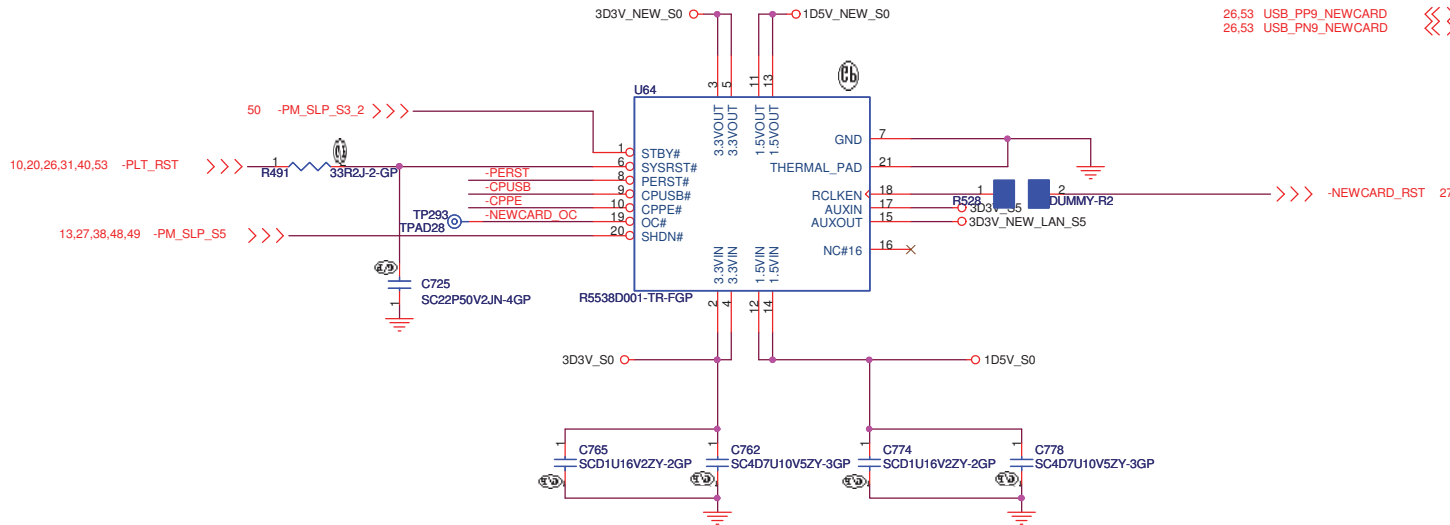 3D3V_NEW_S0
1D5V_NEW_S0
26,53 USB_PP9_NEWCARD
26,53 USB_PN9_NEWCARD
3
5
11
13
U64
50 -PM_SLP_S3_2
3.3VOUT
3.3VOUT
1.5VOUT
1.5VOUT
GND
7
1
STBY#
10,20,26,31,40,53 -PLT_RST
1
R491
33R2J-2-GP
6
SYSRST#
THERMAL_PAD
21
-PERST
8
PERST#
-CPUSB
9
CPUSB#
RCLKEN
18
1
R528
2
DUMMY-R2
-NEWCARD_RST 27
-CPPE
10
CPPE#
AUXIN
17
3D3V_S5
TP293
TPAD28
-NEWCARD_OC
19
OC#
AUXOUT
15
3D3V_NEW_LAN_S5
13,27,38,48,49 -PM_SLP_S5
20
SHDN#
NC#16
16
3.3VIN
3.3VIN
1.5VIN
1.5VIN
C725
SC22P50V2JN-4GP
1
R5538D001-TR-FGP
2
4
12
14
3D3V_S0
1D5V_S0
1
C765
SCD1U16V2ZY-2GP
1
C762
SC4D7U10V5ZY-3GP
1
C774
SCD1U16V2ZY-2GP
1
C778
SC4D7U10V5ZY-3GP